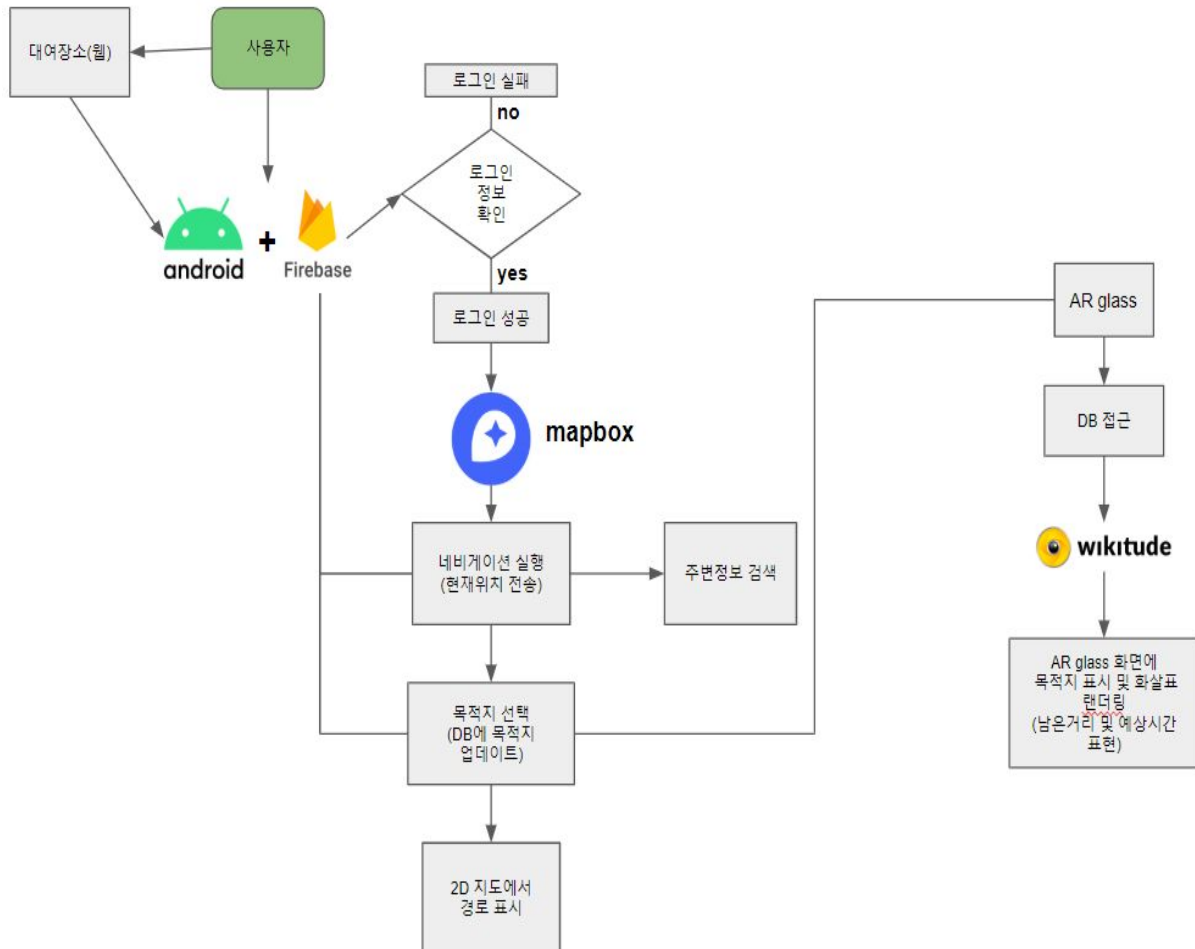 대여장소(웹)
사용자
로그인 실패
no
로그인
정보
확인
android
+
Firebase
yes
로그인 성공
AR glass
mapbox
DB 접근
네비게이션 실행
(현재위치 전송)
주변정보 검색
wikitude
목적지 선택
(DB에 목적지
업데이트)
AR glass 화면에
목적지 표시 및 화살표
랜더링
(남은거리 및 예상시간
표현)
2D 지도에서
경로 표시